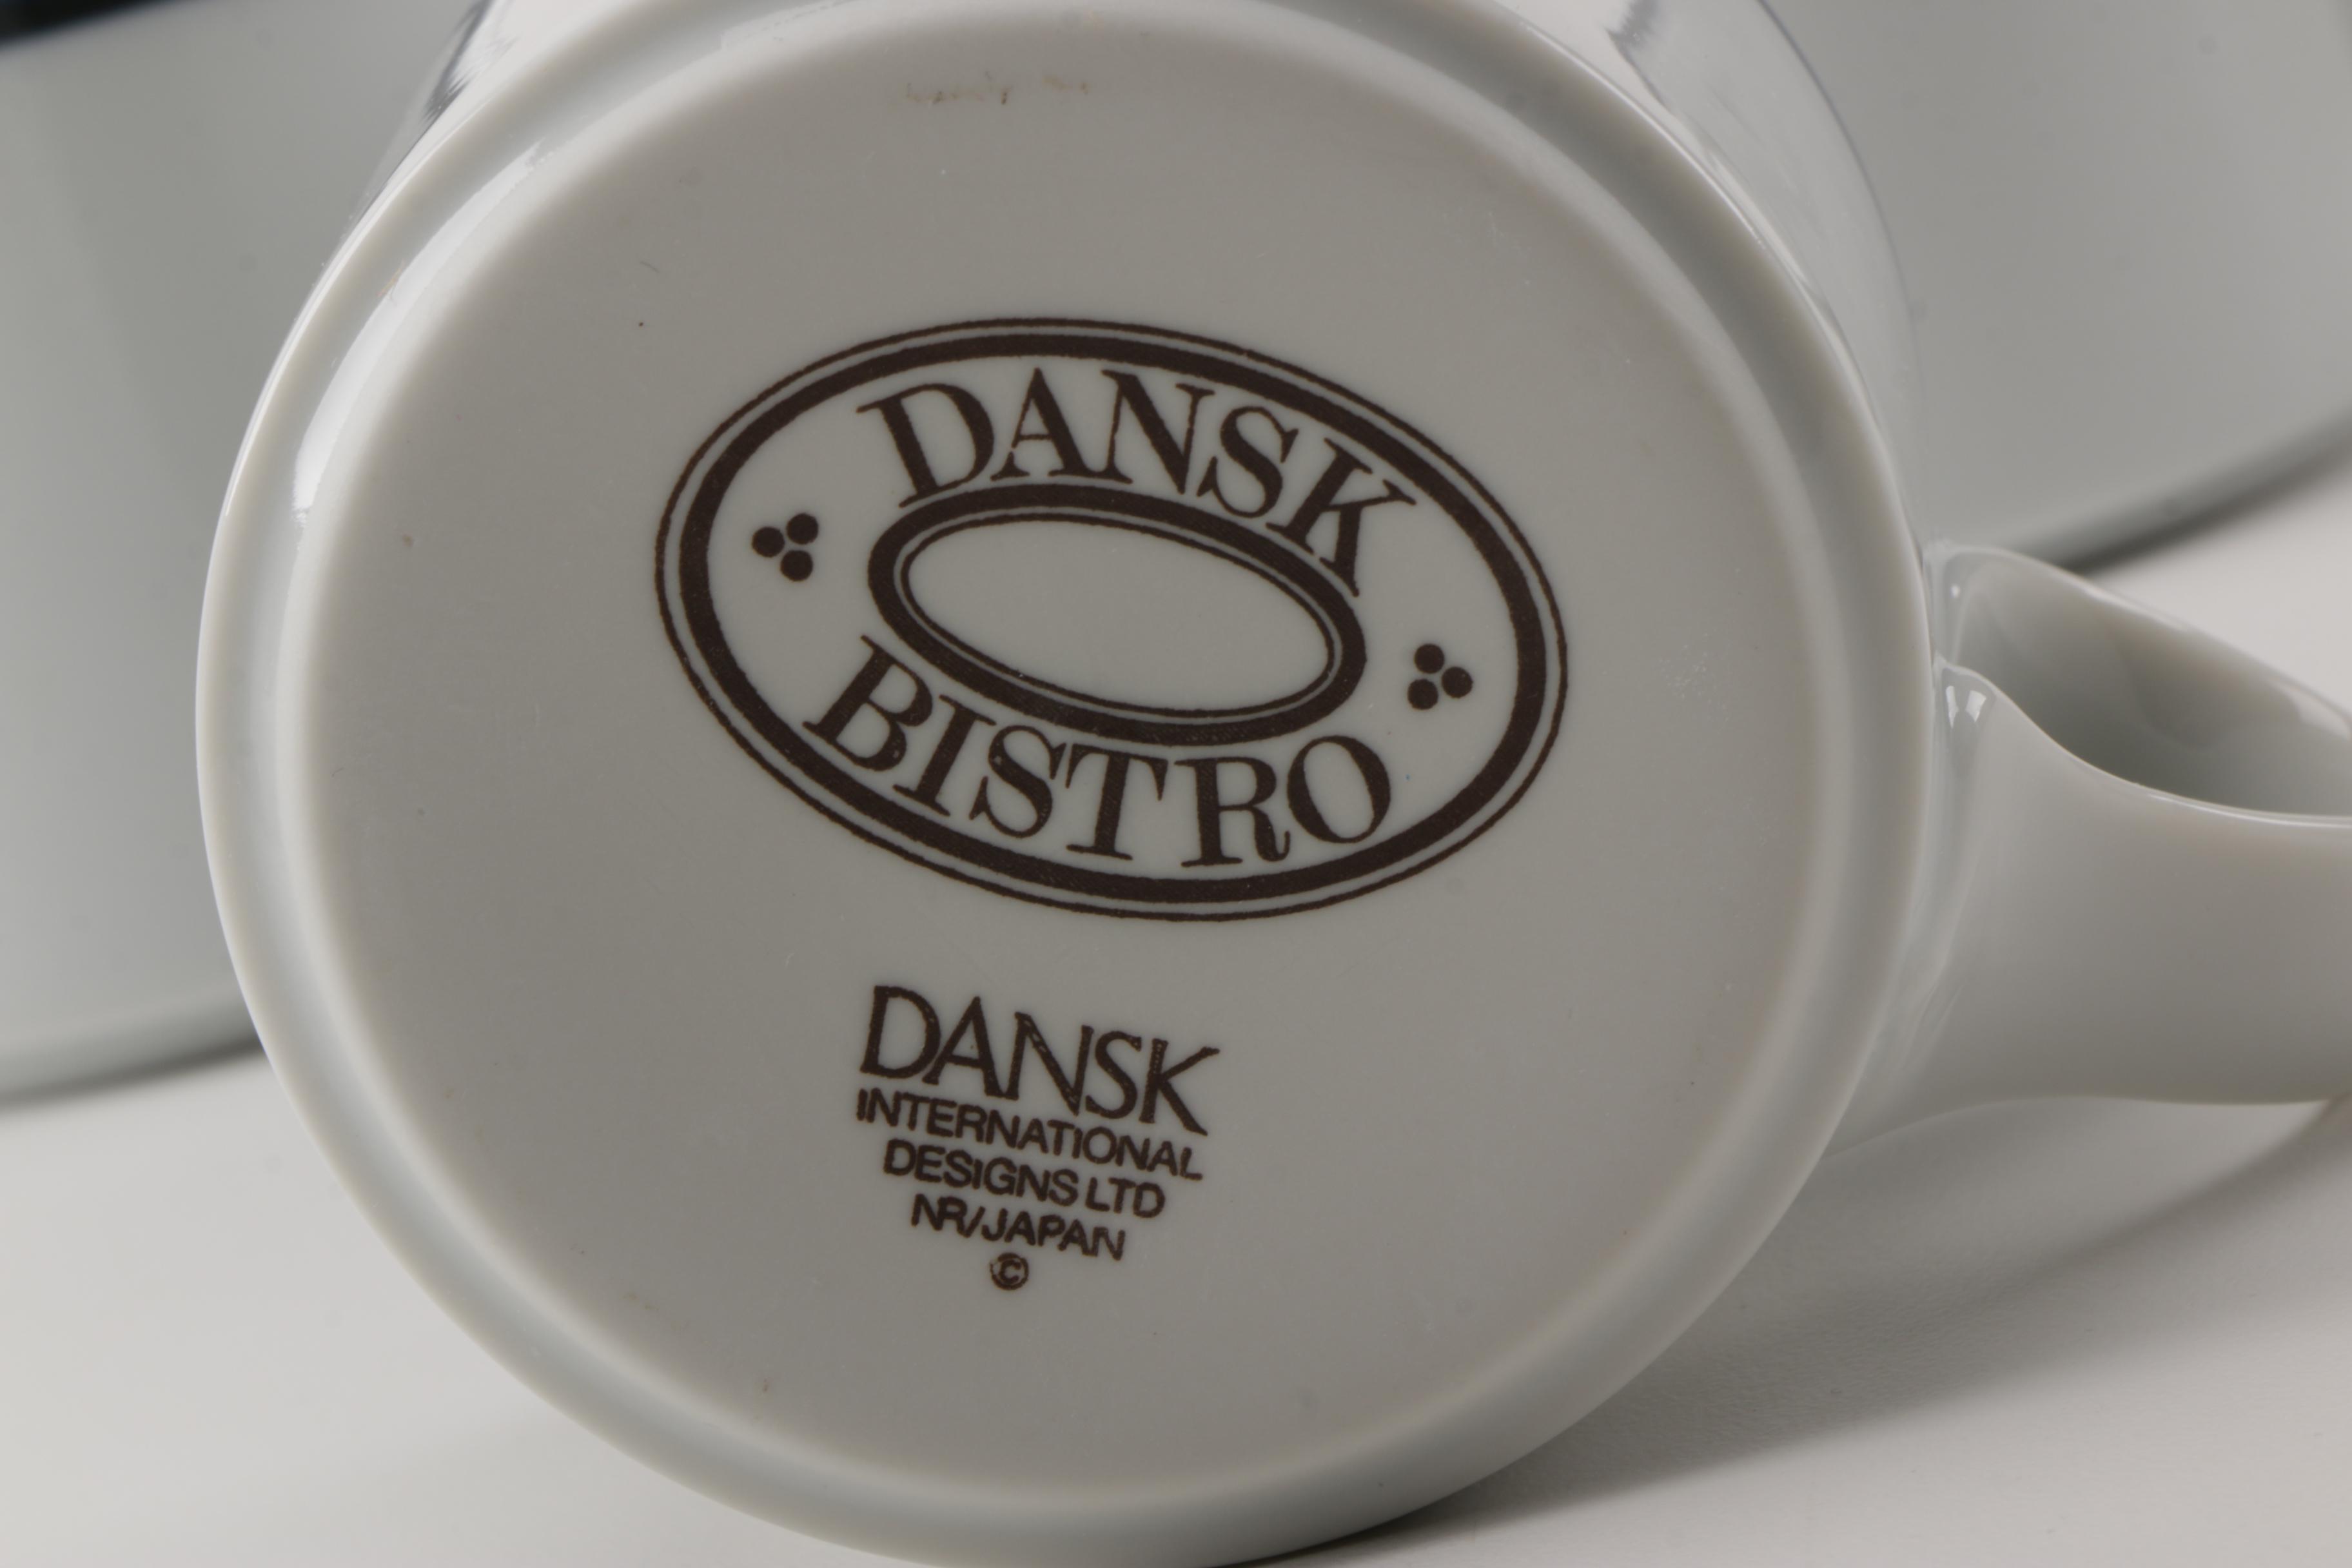 DANSK
BISTRO
DANSK
INTERNATIONAL
DESIGNS LTD
NR/JAPAN
©